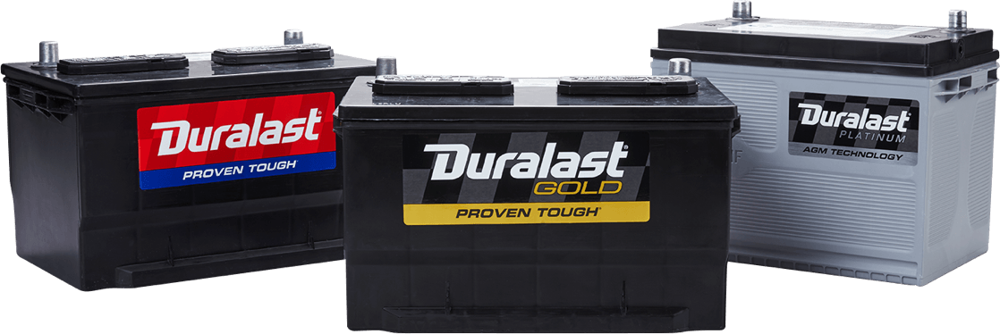 Duralast
PROVEN TOUGH
Duralast
GOLD
PROVEN TOUGH
Duralast
PLATINUM
AGM TECHNOLOGY